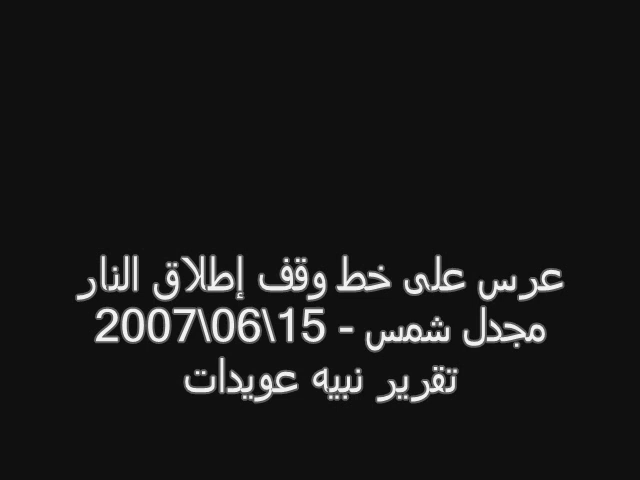 عرس على خط وقف إطلاق النار
مجدل شمس - 15\06\2007
تقرير نبيه عويدات